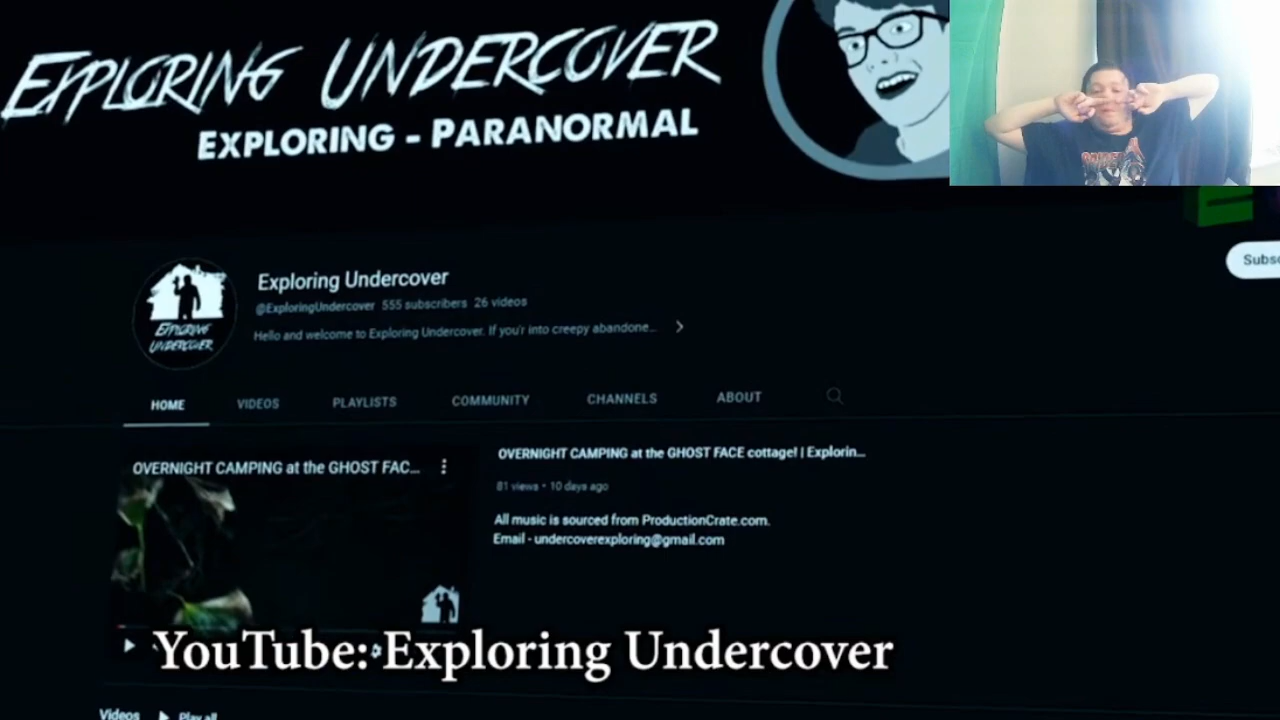 EXPLORING UNDERCOVER
EXPLORING - PARANORMAL
Exploring Undercover
@ExploringUndercover 555 subscribers 26 videos
Hello and welcome to Exploring Undercover. If you'r into creepy abandone...
Subsc
EXPLORING
UNDERCOVER
HOME VIDEOS PLAYLISTS COMMUNITY CHANNELS ABOUT
OVERNIGHT CAMPING at the GHOST FAC...
OVERNIGHT CAMPING at the GHOST FACE cottage! | Explorin...
81 views • 10 days ago
All music is sourced from ProductionCrate.com.
Email - undercoverexploring@gmail.com
YouTube: Exploring Undercover
Videos Play all